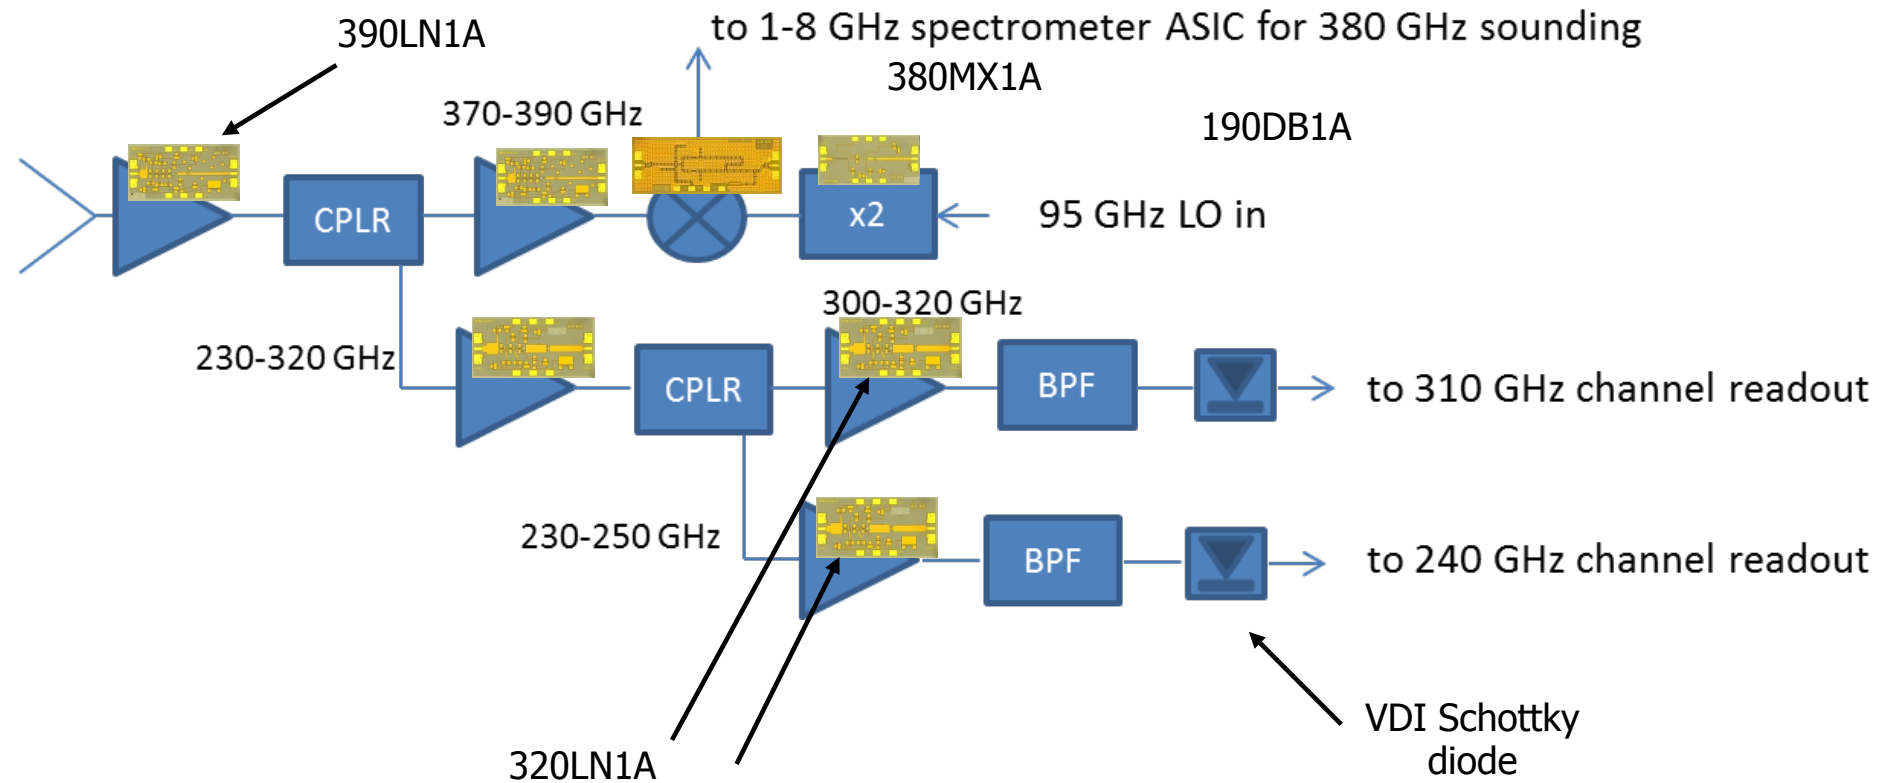 390LN1A
to 1-8 GHz spectrometer ASIC for 380 GHz sounding
380MX1A
370-390 GHz
190DB1A
CPLR
x2
95 GHz LO in
300-320 GHz
230-320 GHz
CPLR
BPF
to 310 GHz channel readout
230-250 GHz
BPF
to 240 GHz channel readout
320LN1A
VDI Schottky
diode